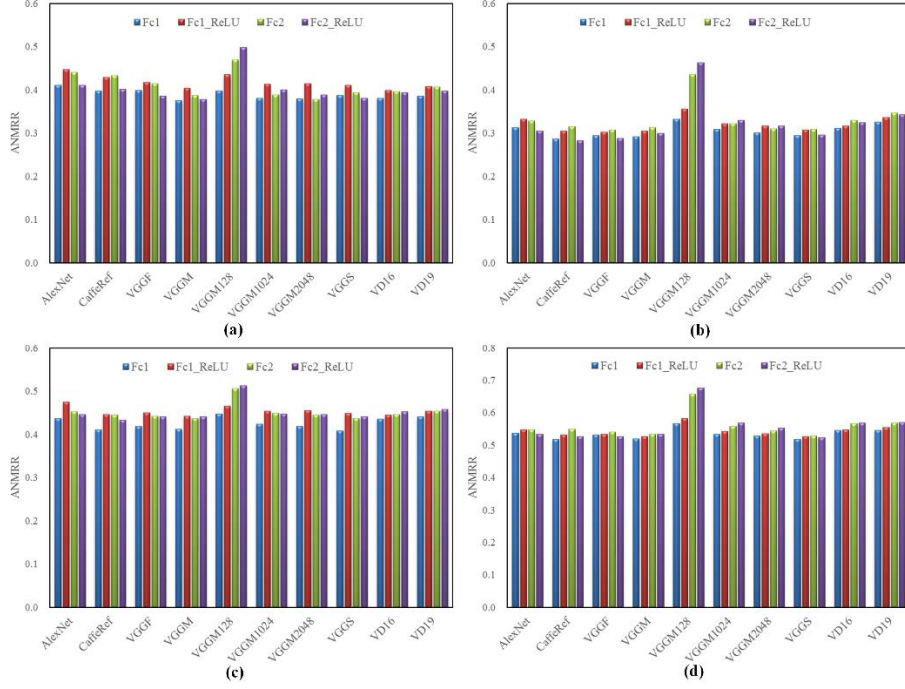 Fc1 Fc1_ReLU Fc2 Fc2_ReLU
ANMRR
0.6
0.5
0.4
0.3
0.2
0.1
0.0
AlexNet CaffeRef VGGF VGGM VGGM128 VGGM1024 VGGM2048 VGGS VD16 VD19
(a)
Fc1 Fc1_ReLU Fc2 Fc2_ReLU
ANMRR
0.6
0.5
0.4
0.3
0.2
0.1
0.0
AlexNet CaffeRef VGGF VGGM VGGM128 VGGM1024 VGGM2048 VGGS VD16 VD19
(b)
Fc1 Fc1_ReLU Fc2 Fc2_ReLU
ANMRR
0.6
0.5
0.4
0.3
0.2
0.1
0.0
AlexNet CaffeRef VGGF VGGM VGGM128 VGGM1024 VGGM2048 VGGS VD16 VD19
(c)
Fc1 Fc1_ReLU Fc2 Fc2_ReLU
ANMRR
0.8
0.7
0.6
0.5
0.4
0.3
0.2
0.1
0.0
AlexNet CaffeRef VGGF VGGM VGGM128 VGGM1024 VGGM2048 VGGS VD16 VD19
(d)